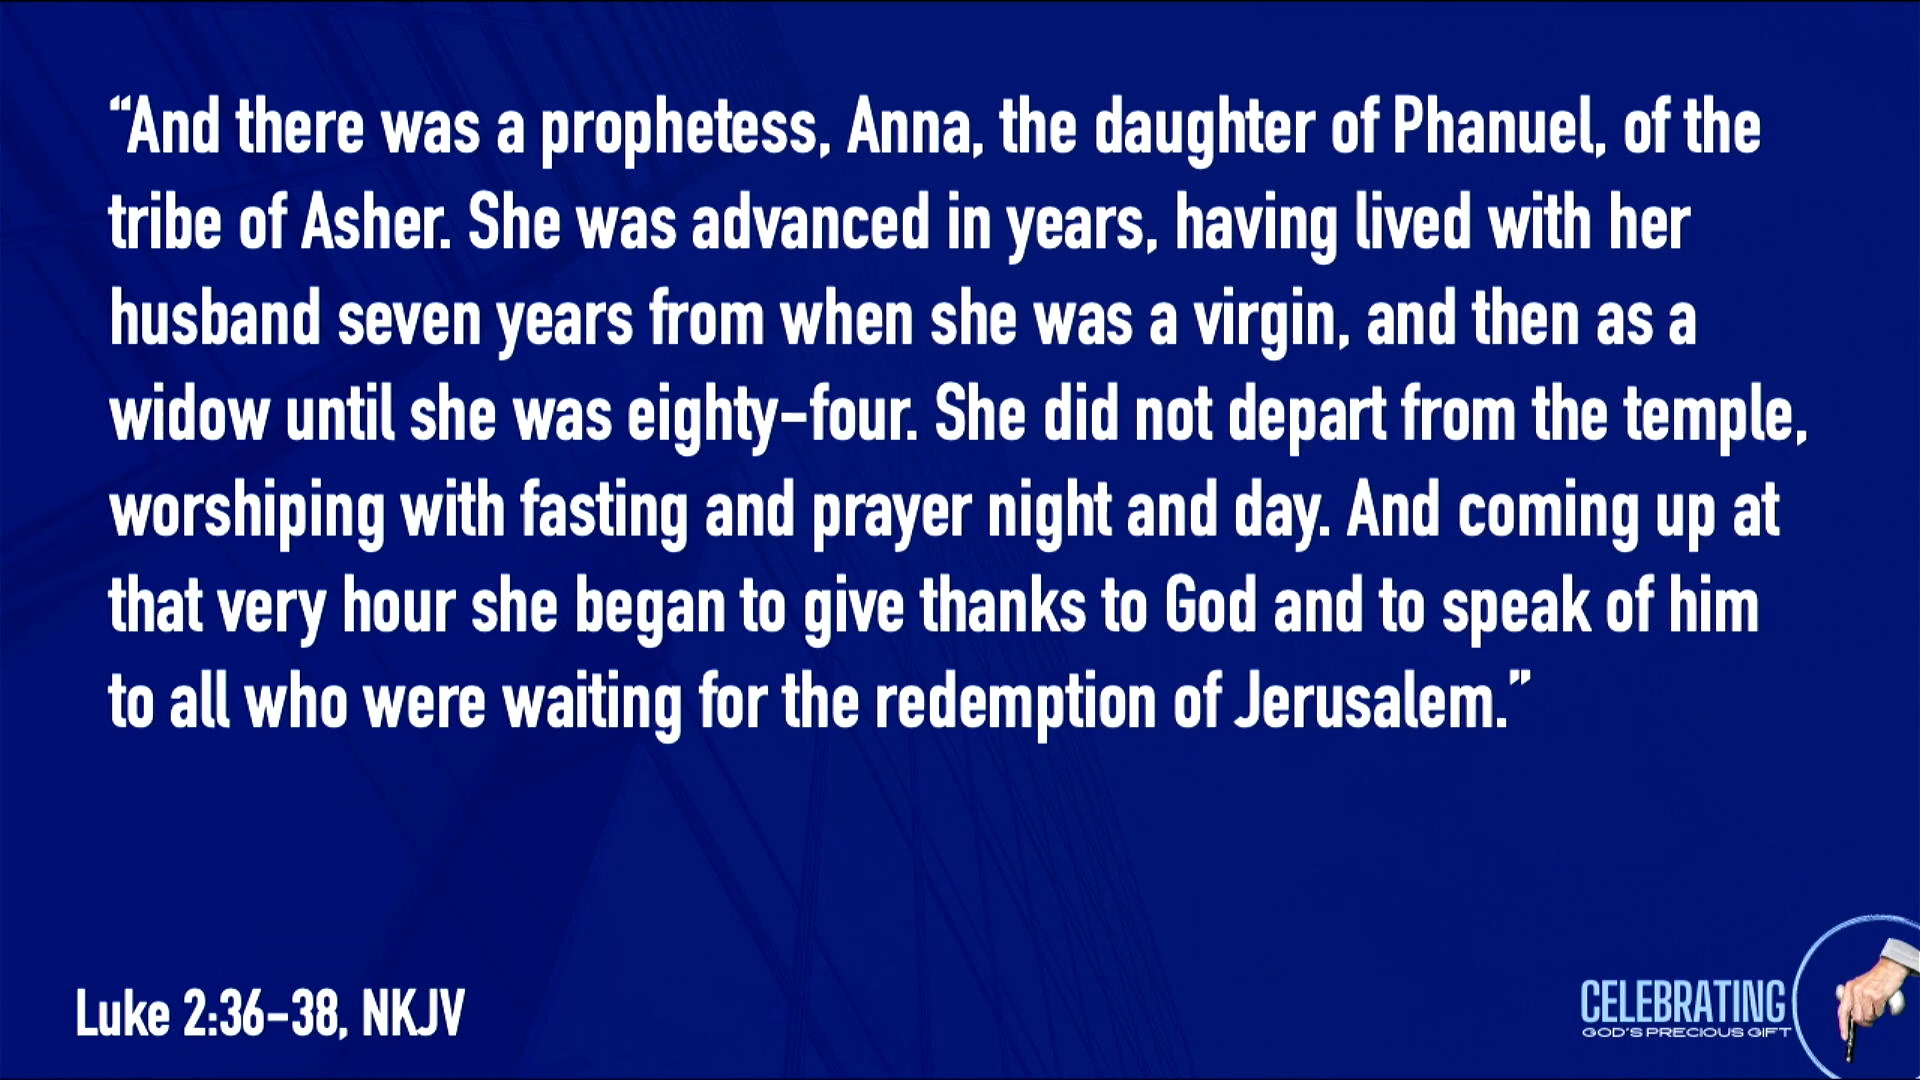 “And there was a prophetess, Anna, the daughter of Phanuel, of the
tribe of Asher. She was advanced in years, having lived with her
husband seven years from when she was a virgin, and then as a
widow until she was eighty-four. She did not depart from the temple,
worshiping with fasting and prayer night and day. And coming up at
that very hour she began to give thanks to God and to speak of him
to all who were waiting for the redemption of Jerusalem.”
Luke 2:36-38, NKJV
CELEBRATING
GOD'S PRECIOUS GIFT